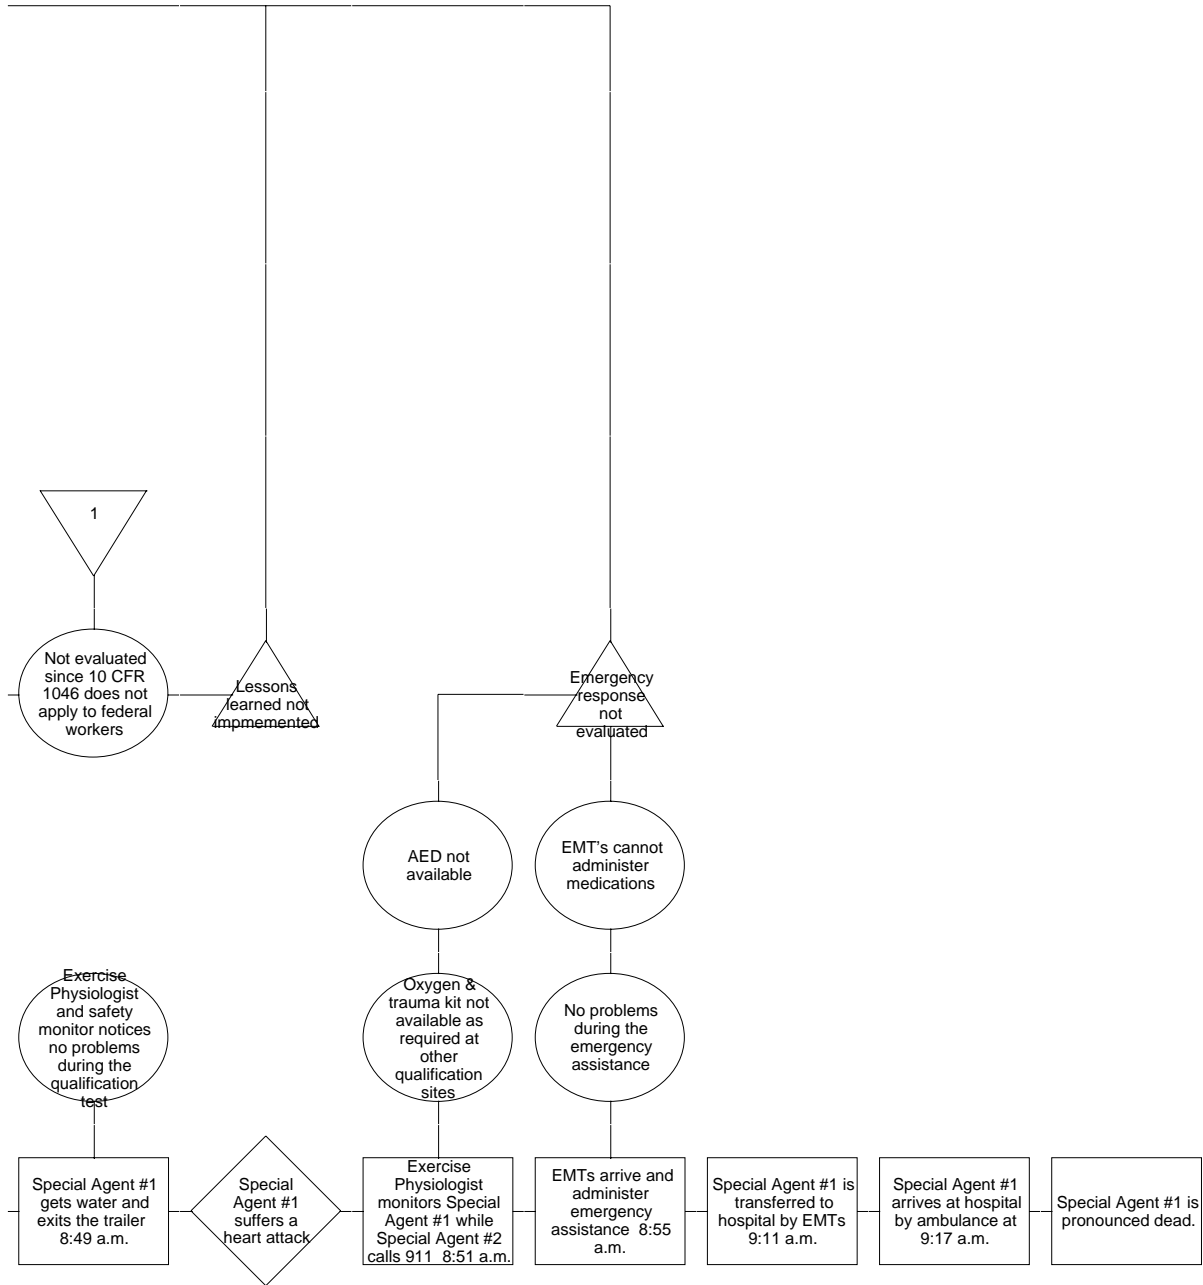 1
Not evaluated
since 10 CFR
1046 does not
apply to federal
workers
Lessons
learned not
impmemented
Emergency
response
not
evaluated
AED not
available
EMT's cannot
administer
medications
Exercise
Physiologist
and safety
monitor notices
no problems
during the
qualification
test
Oxygen &
trauma kit not
available as
required at
other
qualification
sites
No problems
during the
emergency
assistance
Special Agent #1
gets water and
exits the trailer
8:49 a.m.
Special
Agent #1
suffers a
heart attack
Exercise
Physiologist
monitors Special
Agent #1 while
Special Agent #2
calls 911  8:51 a.m.
EMTs arrive and
administer
emergency
assistance  8:55
a.m.
Special Agent #1 is
transferred to
hospital by EMTs
9:11 a.m.
Special Agent #1
arrives at hospital
by ambulance at
9:17 a.m.
Special Agent #1 is
pronounced dead.